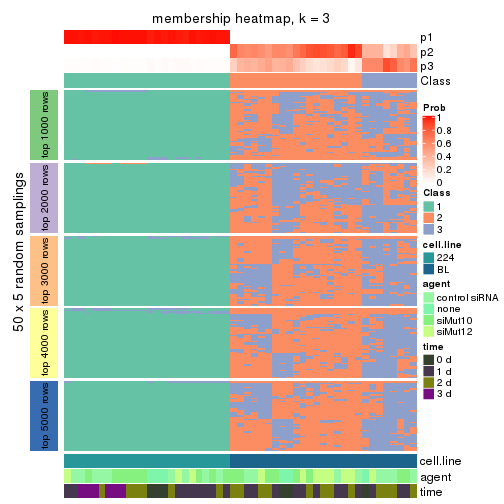 membership heatmap, k = 3
p1
p2
p3
Class
50 x 5 random samplings
top 1000 rows
top 20000 rows
top 3000 rows
top 4000 rows
top 5000 rows
Prob
1
0.8
0.6
0.4
0.2
0
Class
1
2
3
cell.line
224
BL
agent
control siRNA
none
siMut10
siMut12
time
0 d
1 d
2 d
3 d
cell.line
agent
time